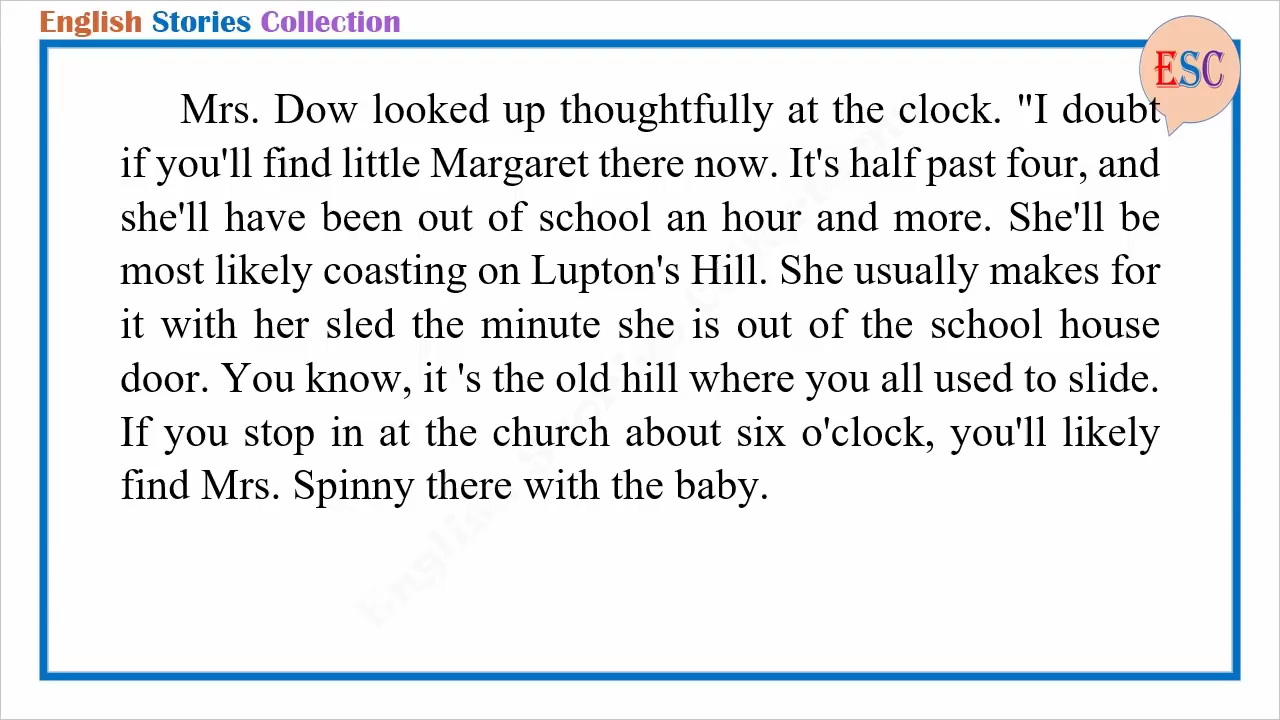 English Stories Collection
ESC
Mrs. Dow looked up thoughtfully at the clock. "I doubt
if you'll find little Margaret there now. It's half past four, and
she'll have been out of school an hour and more. She'll be
most likely coasting on Lupton's Hill. She usually makes for
it with her sled the minute she is out of the school house
door. You know, it 's the old hill where you all used to slide.
If you stop in at the church about six o'clock, you'll likely
find Mrs. Spinny there with the baby.